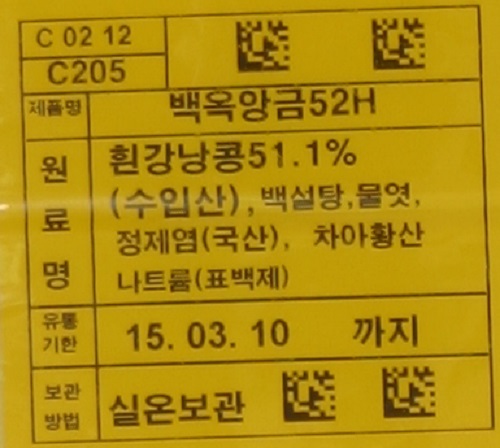 C 02 12
C205
제품명 백옥앙금52H
원료명 흰강낭콩51.1%
(수입산),백설탕,물엿,
정제염(국산), 차아황산
나트륨(표백제)
유통기한 15. 03. 10 까지
보관방법 실온보관